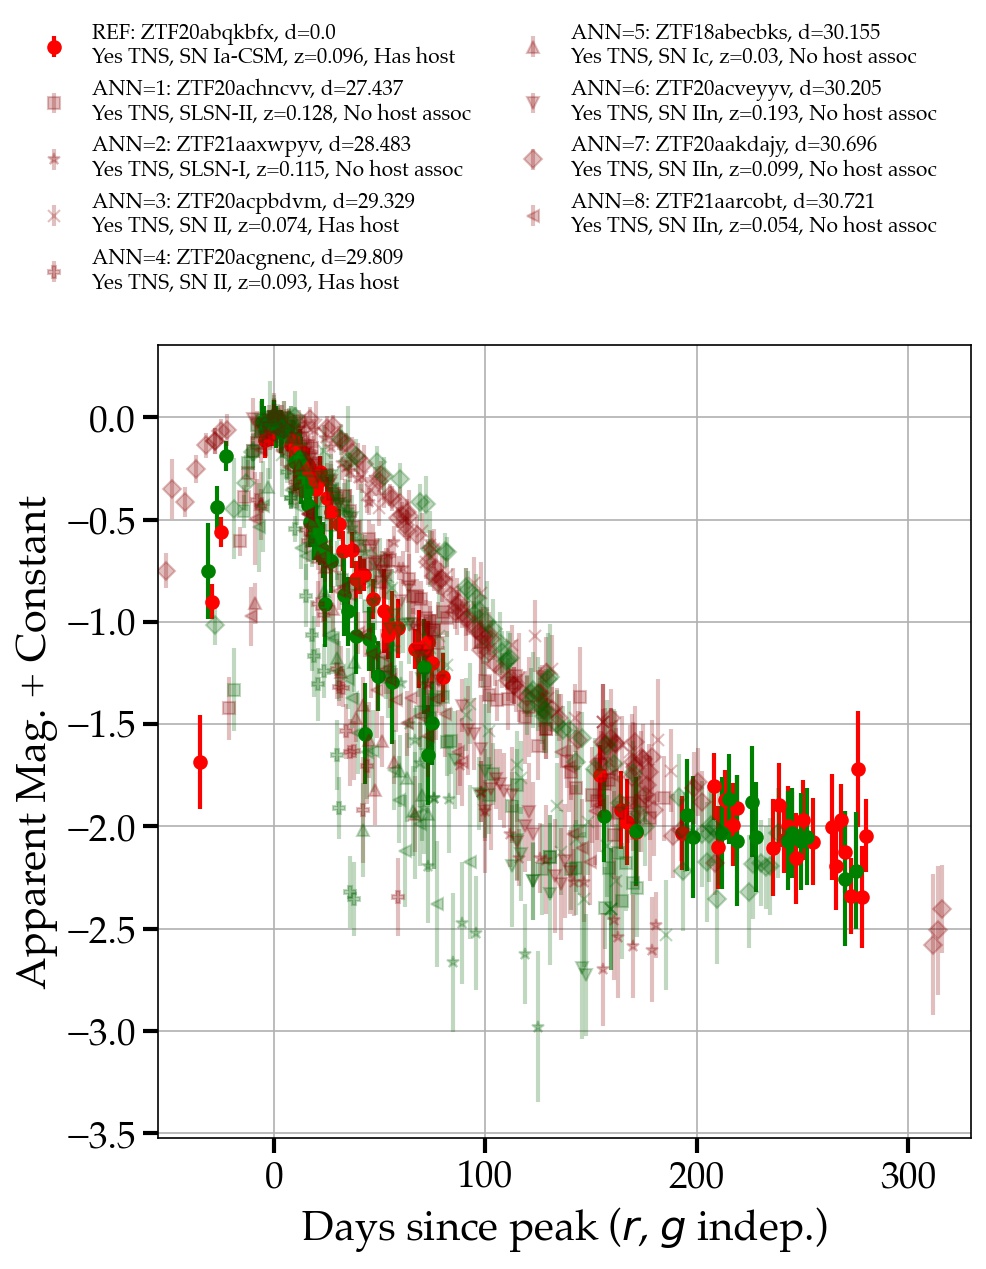 REF: ZTF20abqkbfx, d=0.0
Yes TNS, SN Ia-CSM, z=0.096, Has host
ANN=1: ZTF20achncvv, d=27.437
Yes TNS, SLSN-II, z=0.128, No host assoc
ANN=2: ZTF21aaxwpyv, d=28.483
Yes TNS, SLSN-I, z=0.115, No host assoc
ANN=3: ZTF20acpbdvm, d=29.329
Yes TNS, SN II, z=0.074, Has host
ANN=4: ZTF20acgnenc, d=29.809
Yes TNS, SN II, z=0.093, Has host
ANN=5: ZTF18abecbks, d=30.155
Yes TNS, SN Ic, z=0.03, No host assoc
ANN=6: ZTF20acveyyv, d=30.205
Yes TNS, SN IIn, z=0.193, No host assoc
ANN=7: ZTF20aakdajy, d=30.696
Yes TNS, SN IIn, z=0.099, No host assoc
ANN=8: ZTF21aarcobt, d=30.721
Yes TNS, SN IIn, z=0.054, No host assoc
Apparent Mag. + Constant
0.0
−0.5
−1.0
−1.5
−2.0
−2.5
−3.0
−3.5
0
100
200
300
Days since peak (r, g indep.)